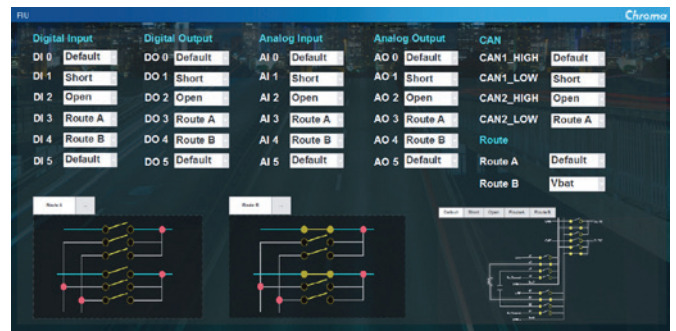 FIU
Chroma
Digital Input Digital Output Analog Input Analog Output CAN
DI 0 Default DO 0 Default AI 0 Default AO 0 Default CAN1_HIGH Default
DI 1 Short DO 1 Short AI 1 Short AO 1 Short CAN1_LOW Short
DI 2 Open DO 2 Open AI 2 Open AO 2 Open CAN2_HIGH Open
DI 3 Route A DO 3 Route A AI 3 Route A AO 3 Route A CAN2_LOW Route A
DI 4 Route B DO 4 Route B AI 4 Route B AO 4 Route B Route
DI 5 Default DO 5 Default AI 5 Default AO 5 Default Route A Default
Route B Vbat
Route A ... Route B ... Default Short Open Route A Route B